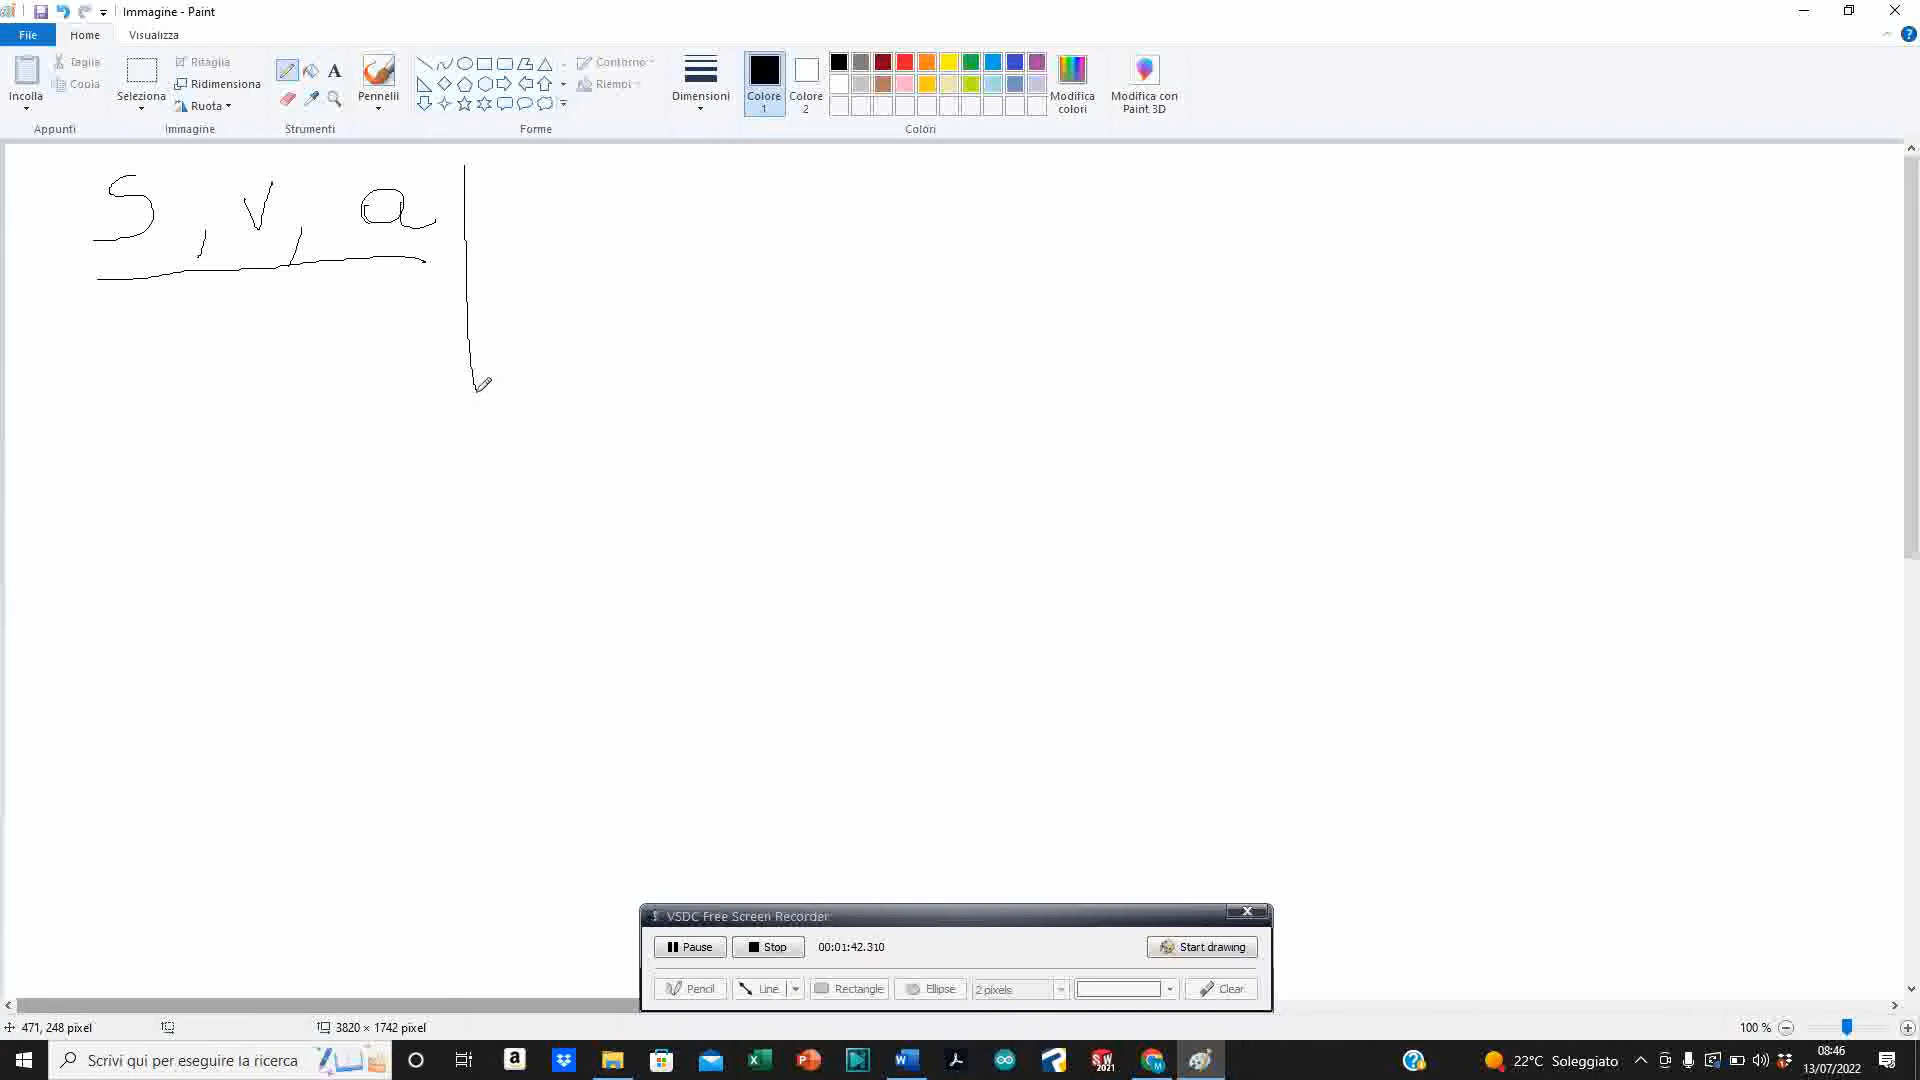 Immagine - Paint
File Home Visualizza
Incolla Taglia Copia Seleziona Ritaglia Ridimensiona Ruota A Pennelli Contorno Riempi Dimensioni Colore 1 Colore 2 Modifica colori Modifica con Paint 3D
Appunti Immagine Strumenti Forme Colori
S, v, a
VSDC Free Screen Recorder
Pause Stop 00:01:42.310 Start drawing
Pencil Line Rectangle Ellipse 2 pixels Clear
471, 248 pixel 3820 × 1742 pixel 100 %
Scrivi qui per eseguire la ricerca 22°C Soleggiato 08:46
13/07/2022